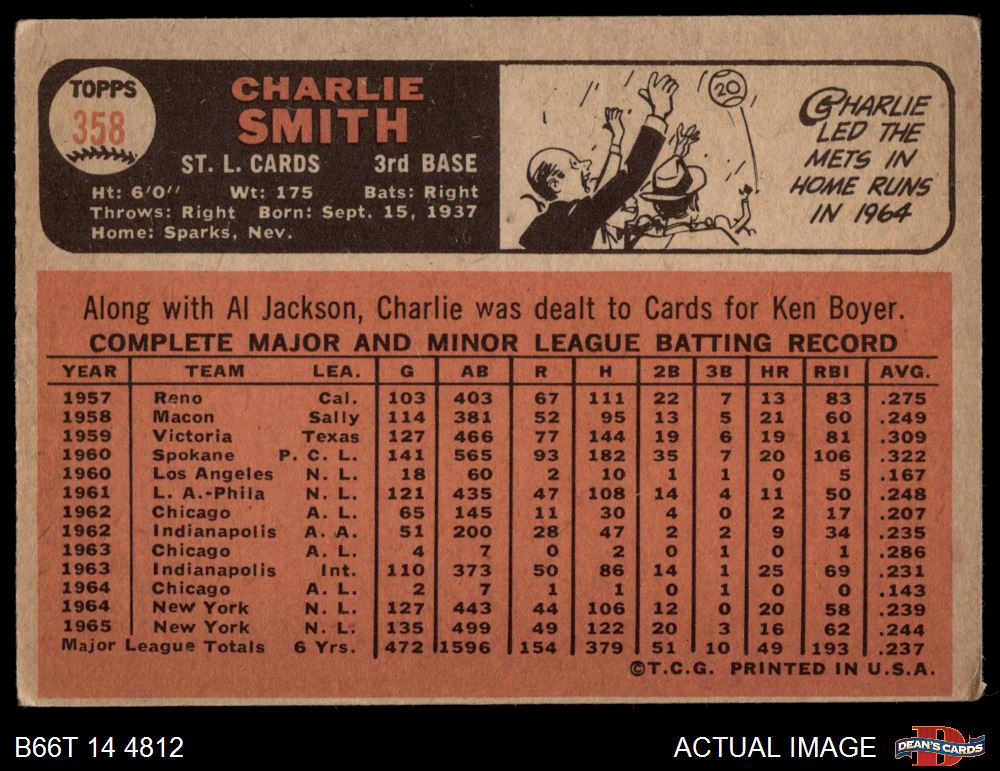 TOPPS
358
CHARLIE
SMITH
ST. L. CARDS 3rd BASE
Ht: 6'0" Wt: 175 Bats: Right
Throws: Right Born: Sept. 15, 1937
Home: Sparks, Nev.
20
CHARLIE
LED THE
METS IN
HOME RUNS
IN 1964
Along with Al Jackson, Charlie was dealt to Cards for Ken Boyer.
COMPLETE MAJOR AND MINOR LEAGUE BATTING RECORD
YEAR TEAM LEA. G AB R H 2B 3B HR RBI AVG.
1957 Reno Cal. 103 403 67 111 22 7 13 83 .275
1958 Macon Sally 114 381 52 95 13 5 21 60 .249
1959 Victoria Texas 127 466 77 144 19 6 19 81 .309
1960 Spokane P. C. L. 141 565 93 182 35 7 20 106 .322
1960 Los Angeles N. L. 18 60 2 10 1 1 0 5 .167
1961 L. A.-Phila N. L. 121 435 47 108 14 4 11 50 .248
1962 Chicago A. L. 65 145 11 30 4 0 2 17 .207
1962 Indianapolis A. A. 51 200 28 47 2 2 9 34 .235
1963 Chicago A. L. 4 7 0 2 0 1 0 1 .286
1963 Indianapolis Int. 110 373 50 86 14 1 25 69 .231
1964 Chicago A. L. 2 7 1 1 0 1 0 0 .143
1964 New York N. L. 127 443 44 106 12 0 20 58 .239
1965 New York N. L. 135 499 49 122 20 3 16 62 .244
Major League Totals 6 Yrs. 472 1596 154 379 51 10 49 193 .237
©T.C.G. PRINTED IN U.S.A.
B66T 14 4812
ACTUAL IMAGE
DEAN'S CARDS